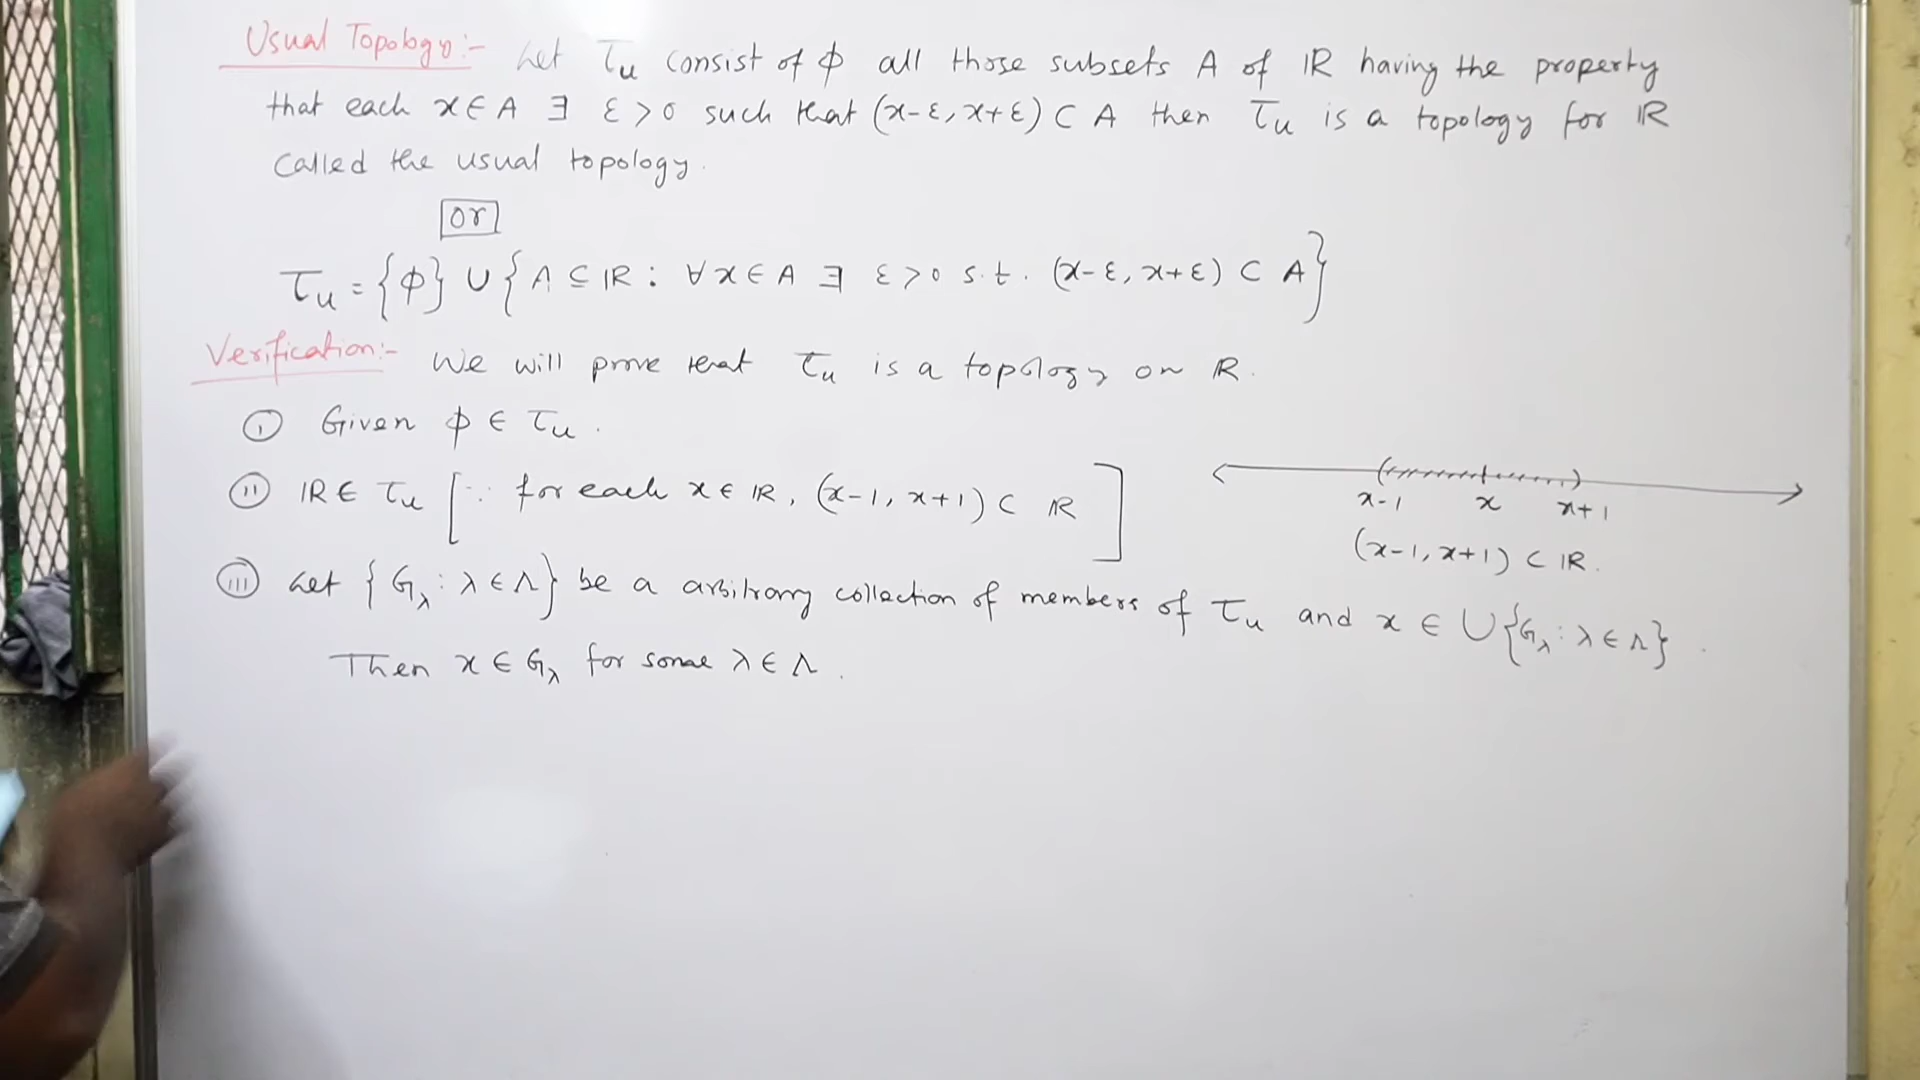 Usual Topology:- Let τu consist of ϕ all those subsets A of ℝ having the property
that each x∈A ∃ ε>0 such that (x-ε, x+ε) ⊂ A then τu is a topology for ℝ
called the usual topology.
or
τu = {ϕ} ∪ {A ⊆ ℝ : ∀ x∈A ∃ ε>0 s.t. (x-ε, x+ε) ⊂ A}
Verification:- We will prove that τu is a topology on ℝ.
(i) Given ϕ ∈ τu.
(ii) ℝ ∈ τu [∵ for each x∈ℝ, (x-1, x+1) ⊂ ℝ]
x-1 x x+1
(x-1, x+1) ⊂ ℝ.
(iii) Let {Gλ : λ∈Λ} be a arbitrary collection of members of τu and x ∈ ∪{Gλ : λ∈Λ}.
Then x ∈ Gλ for some λ∈Λ.